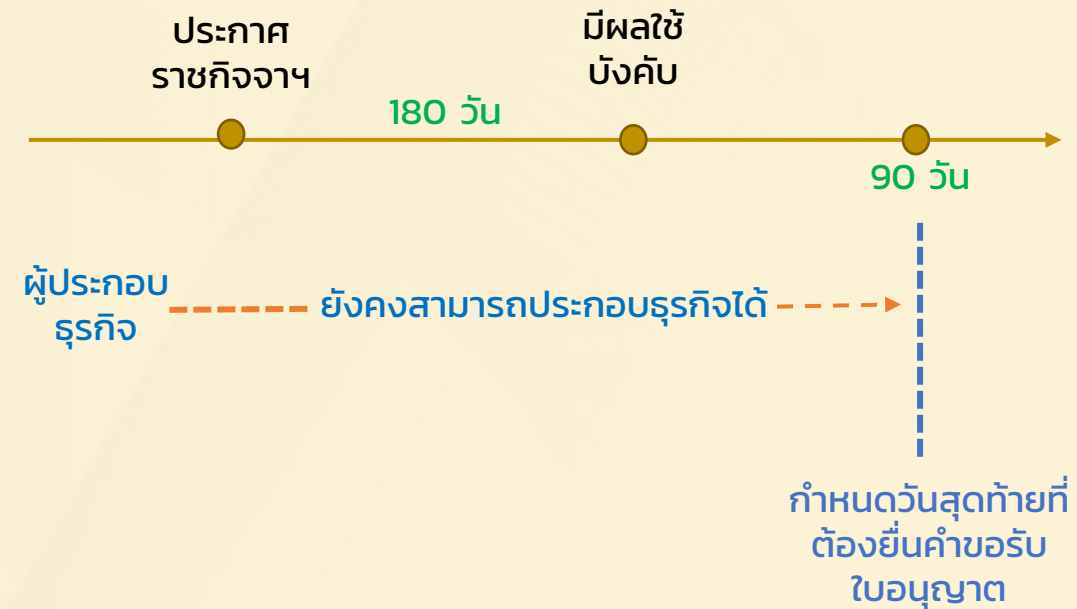 ประกาศ
ราชกิจจาฯ
มีผลใช้
บังคับ
180 วัน
90 วัน
ผู้ประกอบ
ธุรกิจ
ยังคงสามารถประกอบธุรกิจได้
กำหนดวันสุดท้ายที่
ต้องยื่นคำขอรับ
ใบอนุญาต